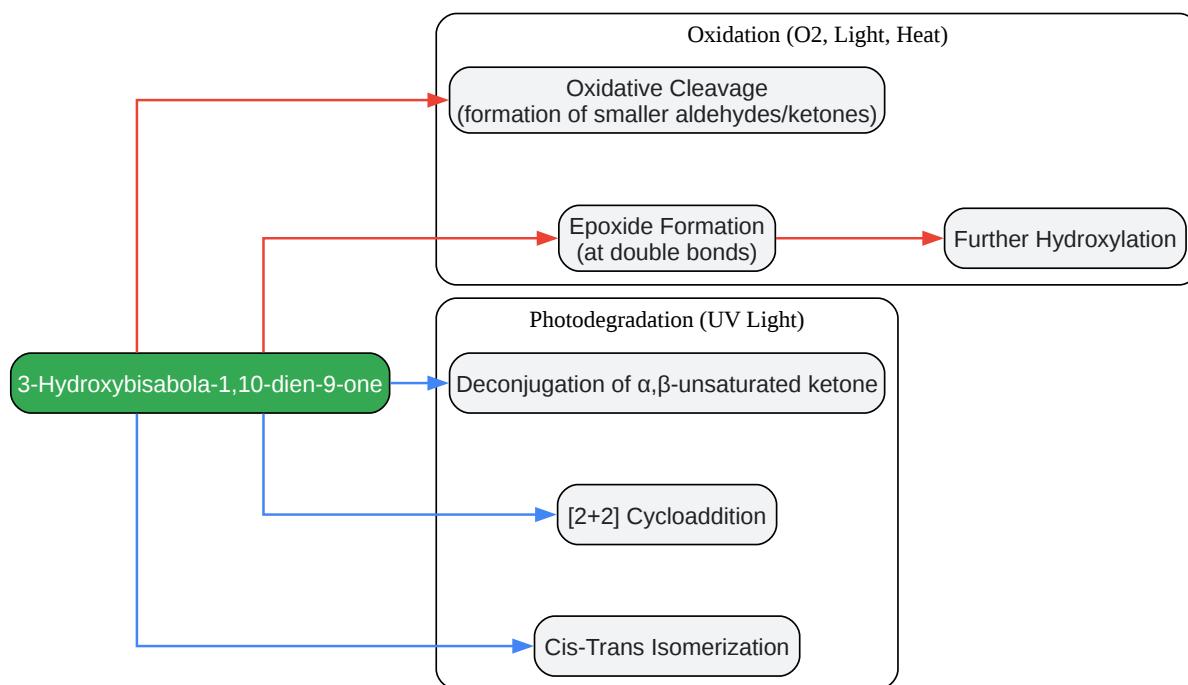 Oxidation (O2, Light, Heat)
Oxidative Cleavage
(formation of smaller aldehydes/ketones)
Epoxide Formation
(at double bonds)
Further Hydroxylation
Photodegradation (UV Light)
3-Hydroxybisabola-1,10-dien-9-one
Deconjugation of α,β-unsaturated ketone
[2+2] Cycloaddition
Cis-Trans Isomerization